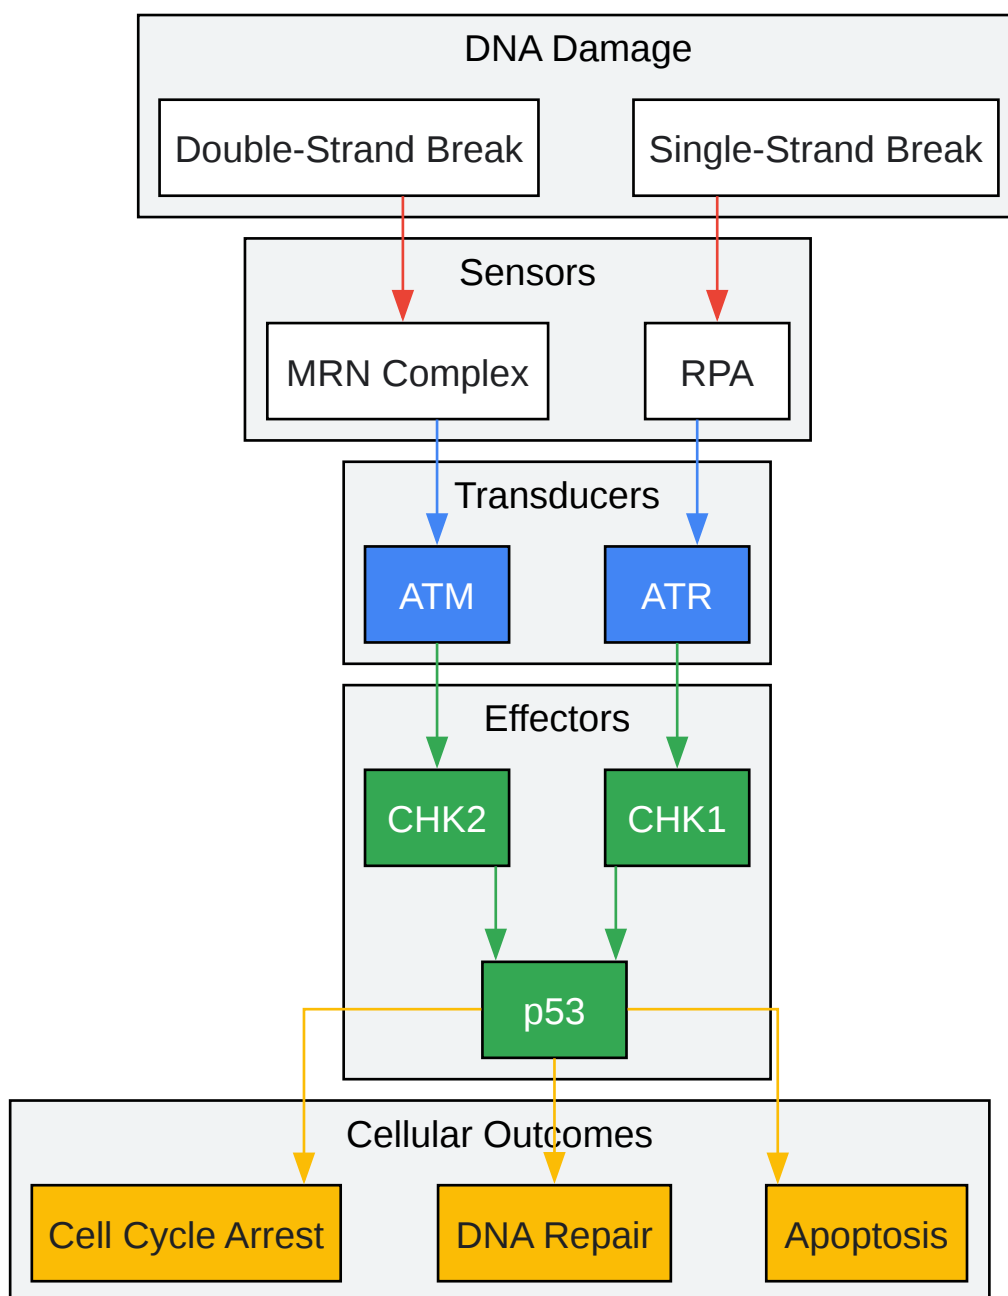 DNA Damage
Double-Strand Break
Single-Strand Break
Sensors
MRN Complex
RPA
Transducers
ATM
ATR
Effectors
CHK2
CHK1
p53
Cellular Outcomes
Cell Cycle Arrest
DNA Repair
Apoptosis